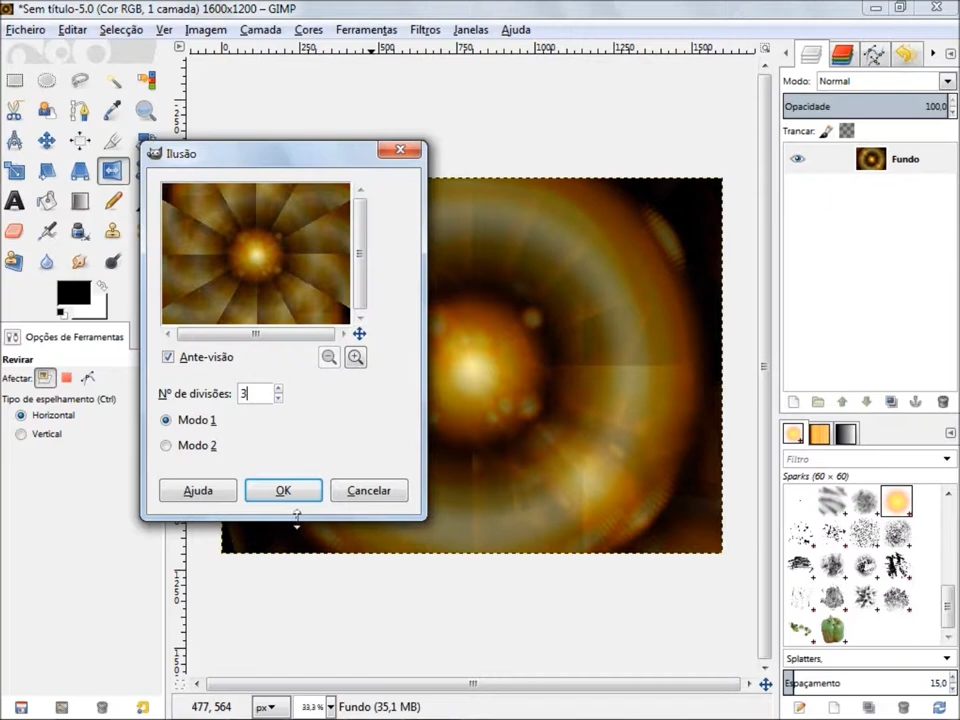 *Sem título-5.0 (Cor RGB, 1 camada) 1600x1200 – GIMP
Ficheiro Editar Selecção Ver Imagem Camada Cores Ferramentas Filtros Janelas Ajuda
0 250 500 750 1000 1250 1500
Modo: Normal
Opacidade 100,0
Trancar:
Fundo
Ilusão
Ante-visão
Nº de divisões: 3
Modo 1
Modo 2
Ajuda OK Cancelar
Opções de Ferramentas
Revirar
Afectar:
Tipo de espelhamento (Ctrl)
Horizontal
Vertical
Filtro
Sparks (60 × 60)
Splatters,
Espaçamento 15,0
477, 564 px 33,3 % Fundo (35,1 MB)